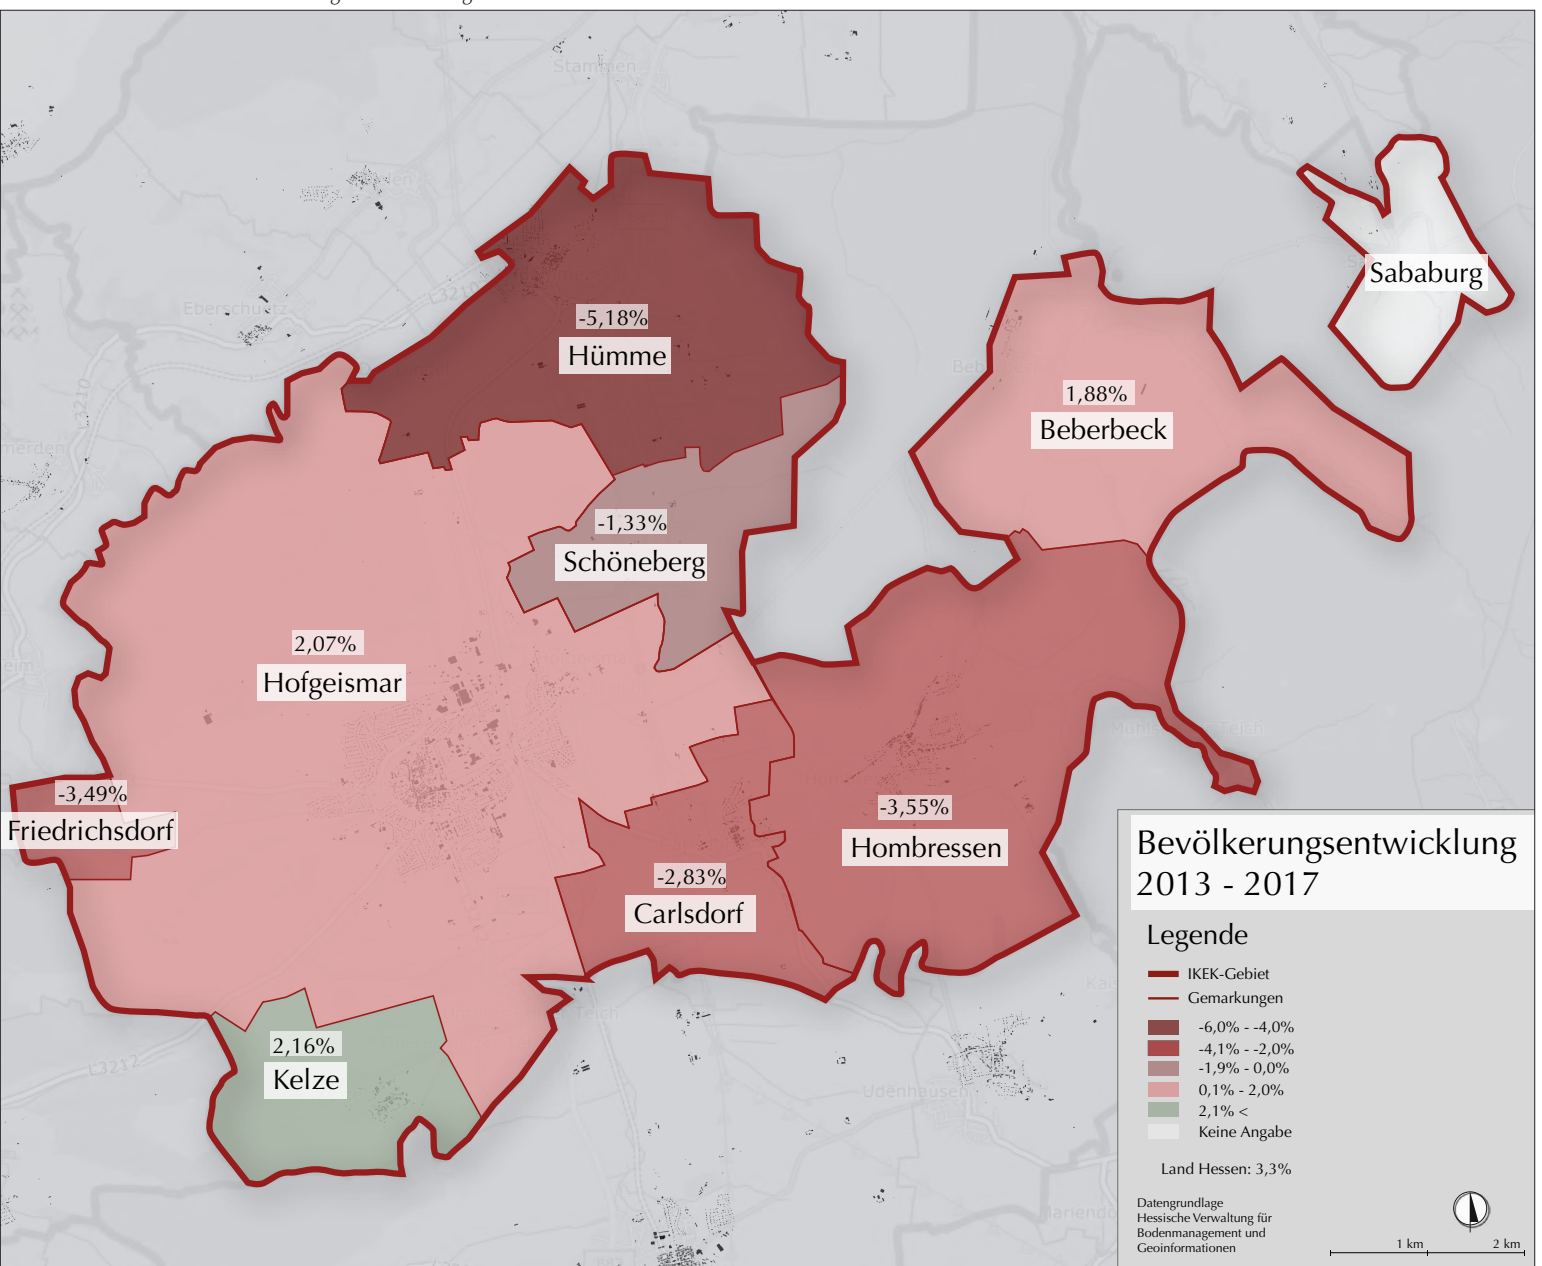 Stammen
Eberschuetz
L3210
L3210
Sababurg
-5,18%
Hümme
1,88%
Beberbeck
-1,33%
Schöneberg
2,07%
Hofgeismar
-3,49%
Friedrichsdorf
-3,55%
Hombressen
-2,83%
Carlsdorf
2,16%
Kelze
L3212
Teich
Udenhausen
Bevölkerungsentwicklung
2013 - 2017
Legende
IKEK-Gebiet
Gemarkungen
-6,0% - -4,0%
-4,1% - -2,0%
-1,9% - 0,0%
0,1% - 2,0%
2,1% <
Keine Angabe
Land Hessen: 3,3%
Datengrundlage
Hessische Verwaltung für
Bodenmanagement und
Geoinformationen
1 km
2 km